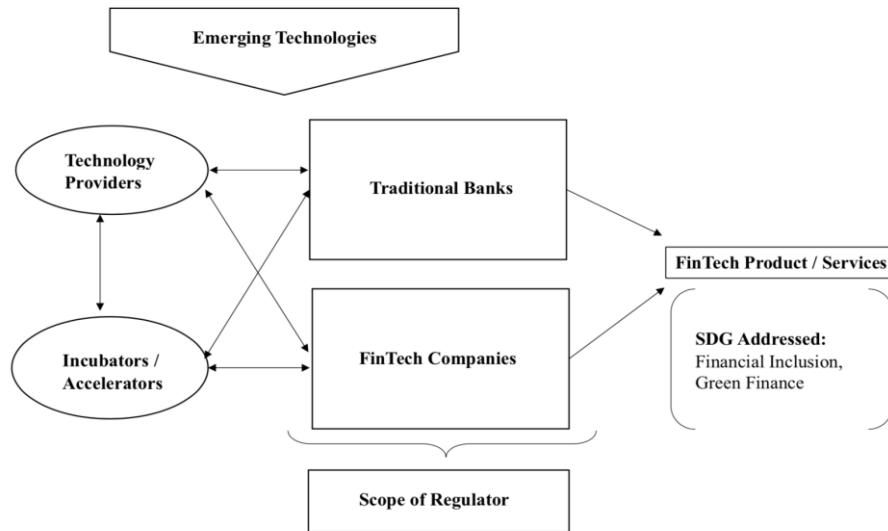 Emerging Technologies
Technology
Providers
Traditional Banks
FinTech Product / Services
Incubators /
Accelerators
FinTech Companies
SDG Addressed:
Financial Inclusion,
Green Finance
Scope of Regulator